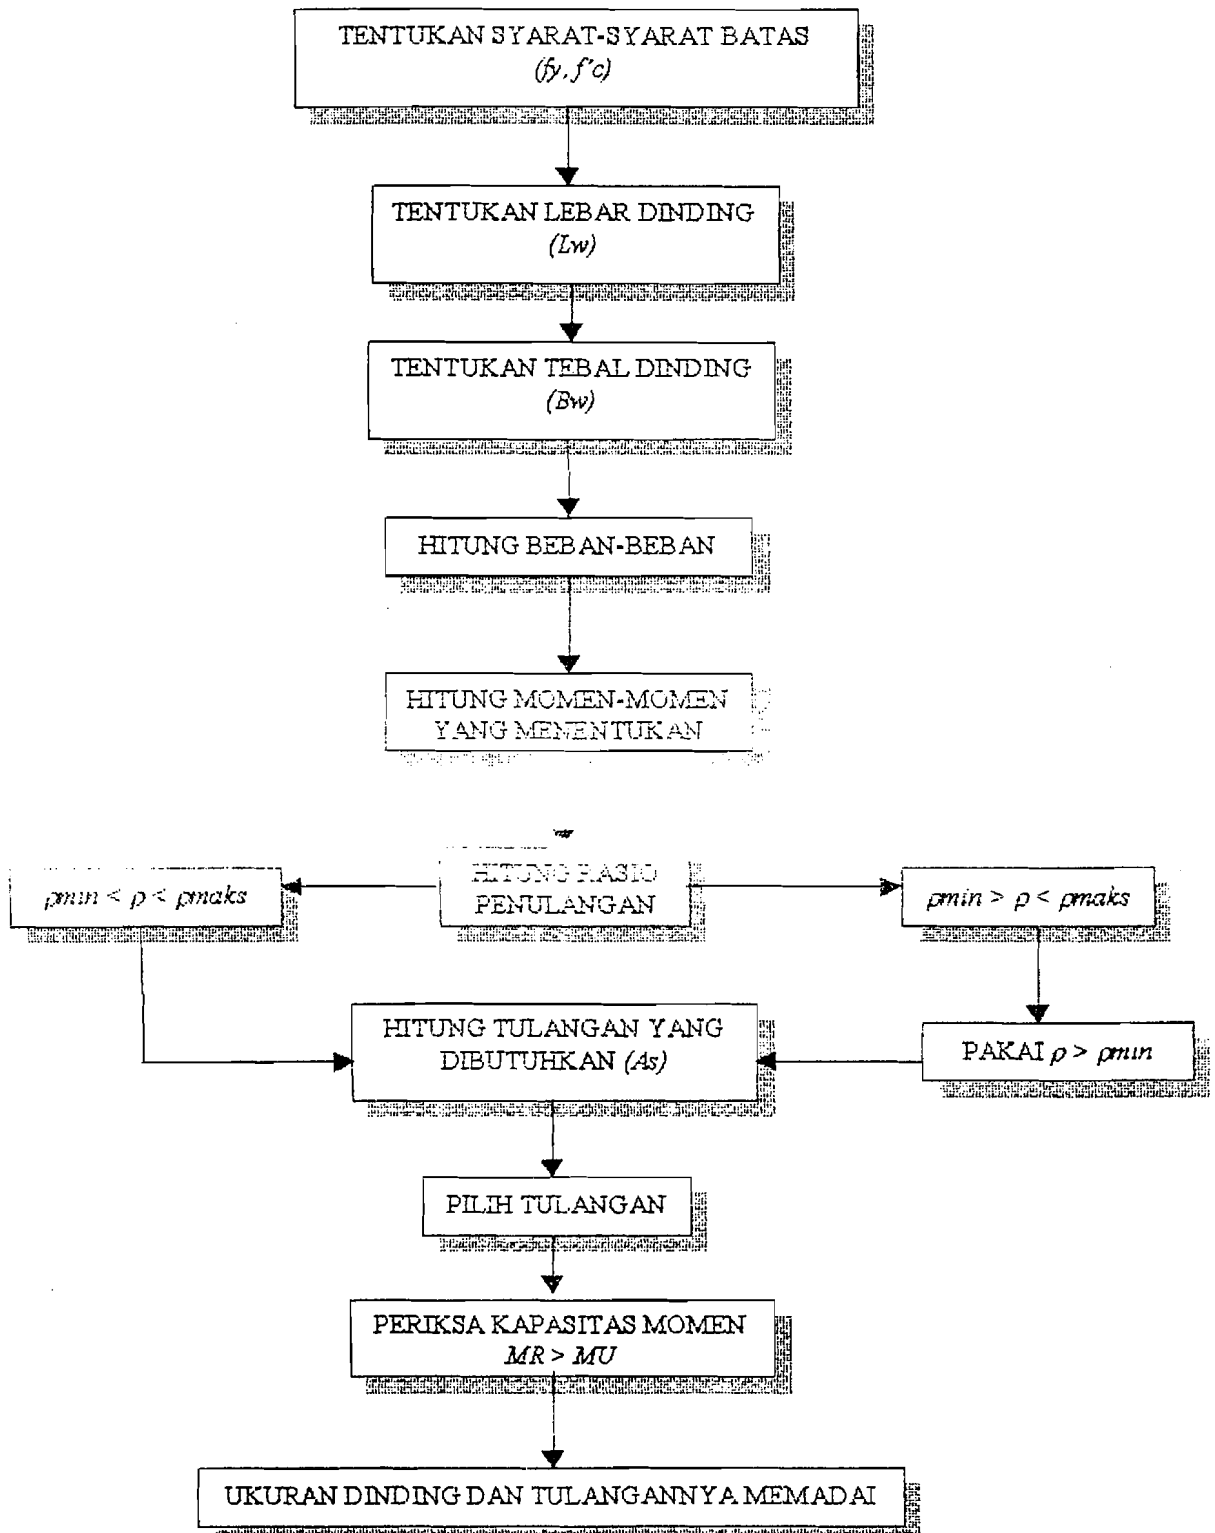 TENTUKAN SYARAT-SYARAT BATAS
(fy, f'c)
TENTUKAN LEBAR DINDING
(Lw)
TENTUKAN TEBAL DINDING
(Bw)
HITUNG BEBAN-BEBAN
HITUNG MOMEN-MOMEN
YANG MENENTUKAN
HITUNG RASIO
PENULANGAN
ρmin < ρ < ρmaks
ρmin > ρ < ρmaks
HITUNG TULANGAN YANG
DIBUTUHKAN (As)
PAKAI ρ > ρmin
PILIH TULANGAN
PERIKSA KAPASITAS MOMEN
MR > MU
UKURAN DINDING DAN TULANGANNYA MEMADAI